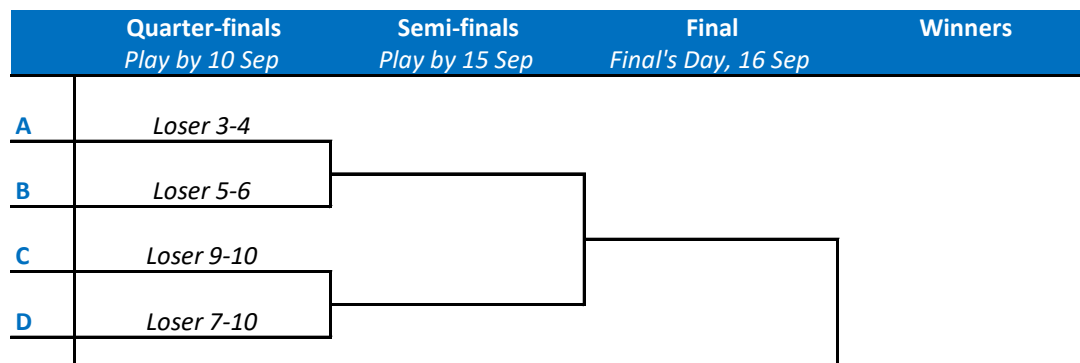 Quarter-finals Semi-finals Final Winners
Play by 10 Sep Play by 15 Sep Final's Day, 16 Sep
A Loser 3-4
B Loser 5-6
C Loser 9-10
D Loser 7-10